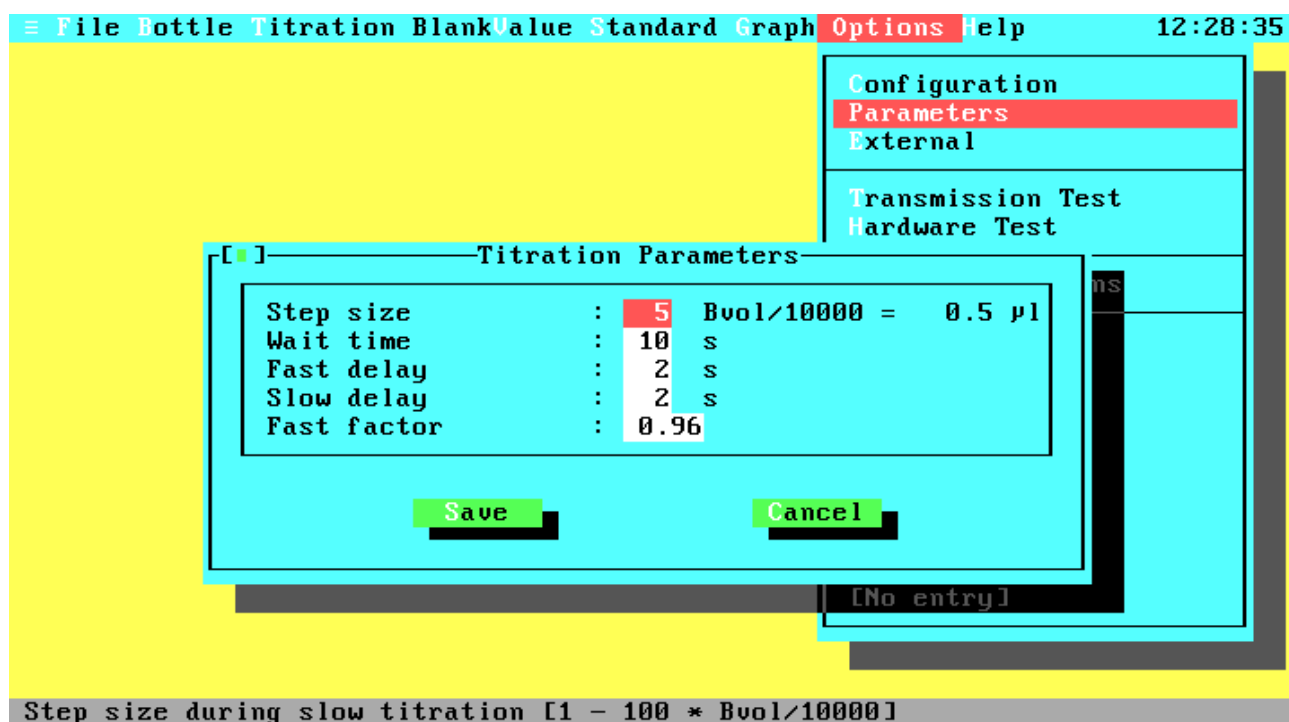 ≡ File Bottle Titration BlankValue Standard Graph Options Help 12:28:35
Configuration
Parameters
External
Transmission Test
Hardware Test
[■] Titration Parameters
ms
Step size : 5 Bvol/10000 = 0.5 µl
Wait time : 10 s
Fast delay : 2 s
Slow delay : 2 s
Fast factor : 0.96
Save Cancel
[No entry]
Step size during slow titration [1 - 100 * Bvol/10000]